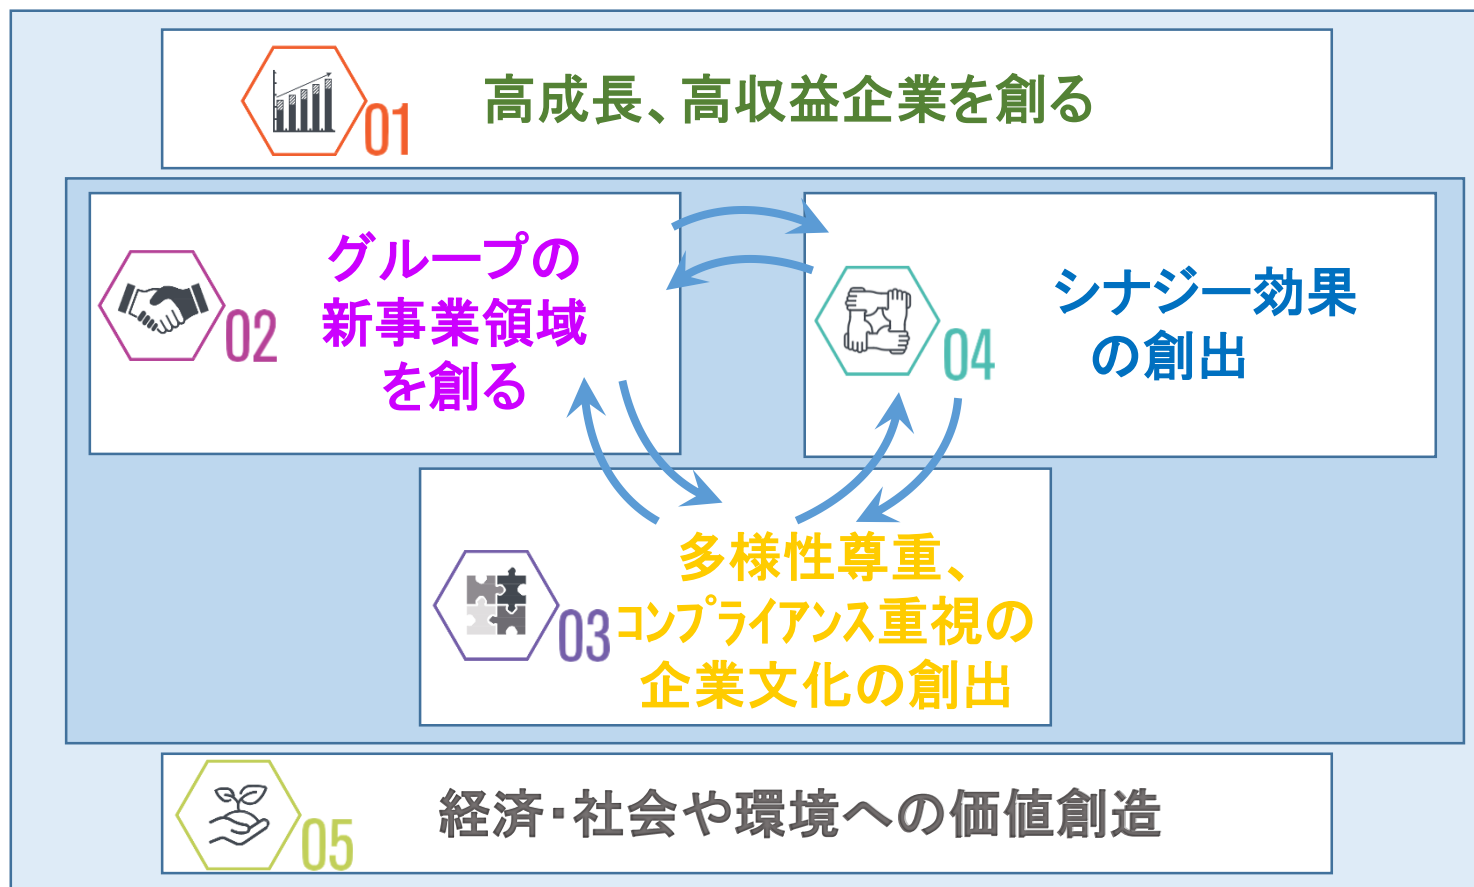 01
高成長、高収益企業を創る
02
グループの
新事業領域
を創る
04
シナジー効果
の創出
03
多様性尊重、
コンプライアンス重視の
企業文化の創出
05
経済・社会や環境への価値創造